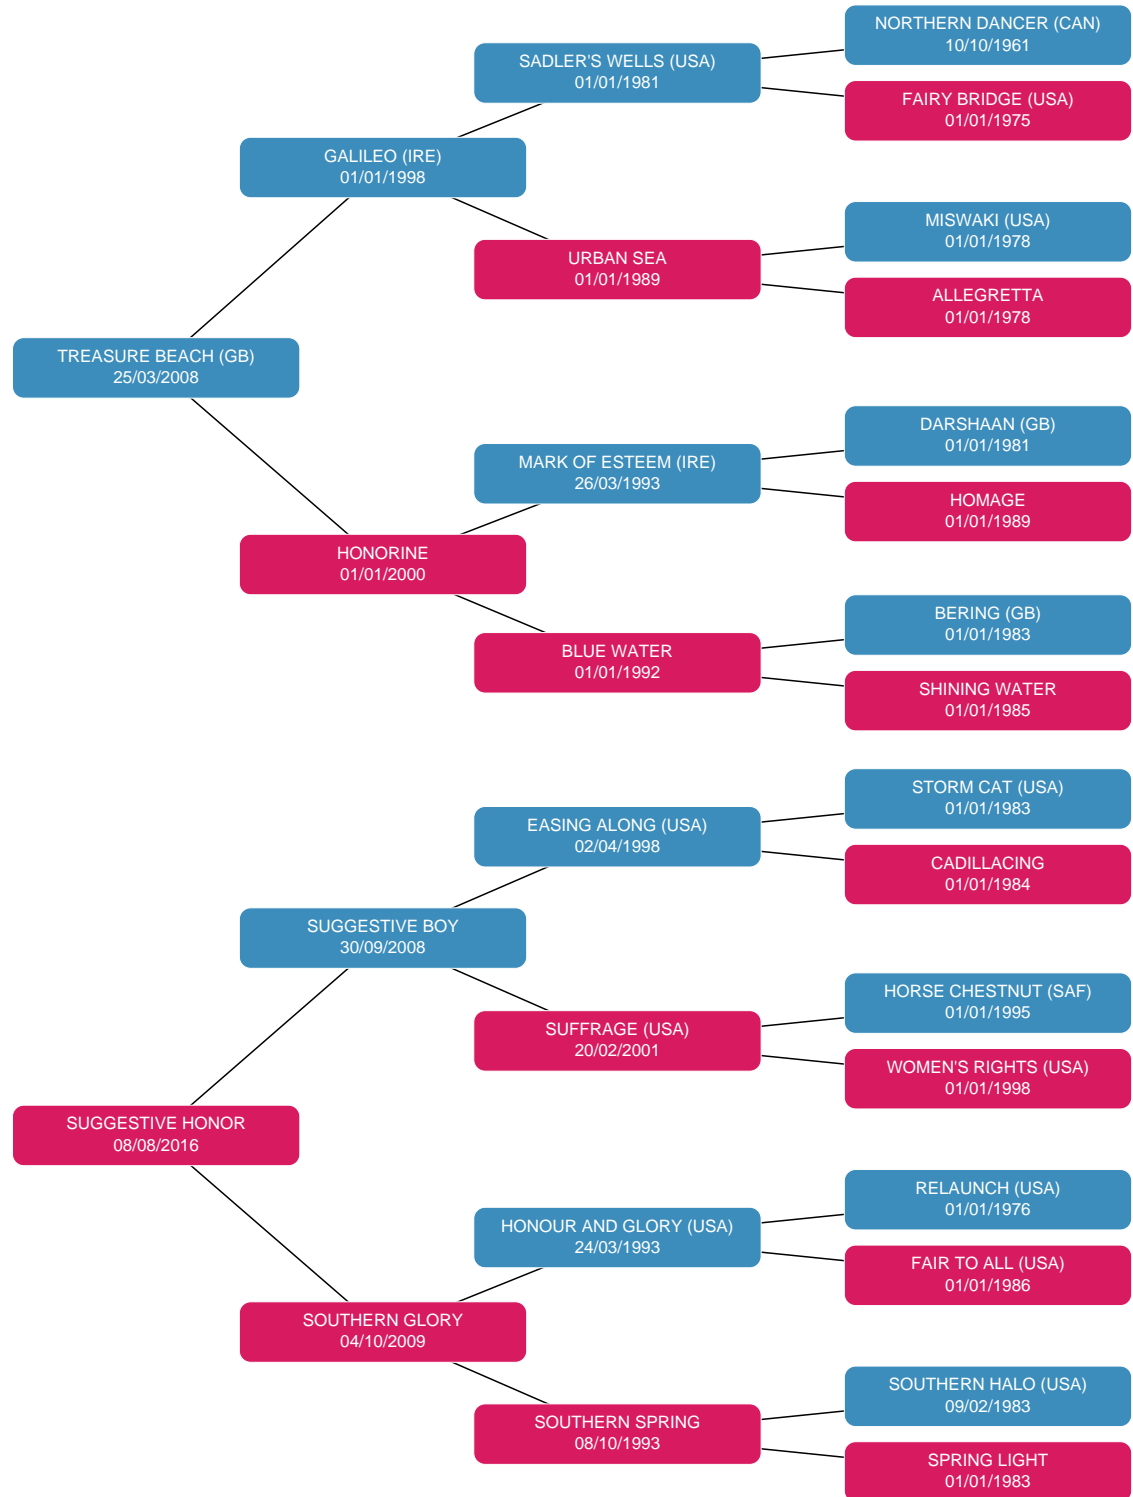 NORTHERN DANCER (CAN)
10/10/1961
SADLER'S WELLS (USA)
01/01/1981
FAIRY BRIDGE (USA)
01/01/1975
GALILEO (IRE)
01/01/1998
MISWAKI (USA)
01/01/1978
URBAN SEA
01/01/1989
ALLEGRETTA
01/01/1978
TREASURE BEACH (GB)
25/03/2008
DARSHAAN (GB)
01/01/1981
MARK OF ESTEEM (IRE)
26/03/1993
HOMAGE
01/01/1989
HONORINE
01/01/2000
BERING (GB)
01/01/1983
BLUE WATER
01/01/1992
SHINING WATER
01/01/1985
STORM CAT (USA)
01/01/1983
EASING ALONG (USA)
02/04/1998
CADILLACING
01/01/1984
SUGGESTIVE BOY
30/09/2008
HORSE CHESTNUT (SAF)
01/01/1995
SUFFRAGE (USA)
20/02/2001
WOMEN'S RIGHTS (USA)
01/01/1998
SUGGESTIVE HONOR
08/08/2016
RELAUNCH (USA)
01/01/1976
HONOUR AND GLORY (USA)
24/03/1993
FAIR TO ALL (USA)
01/01/1986
SOUTHERN GLORY
04/10/2009
SOUTHERN HALO (USA)
09/02/1983
SOUTHERN SPRING
08/10/1993
SPRING LIGHT
01/01/1983